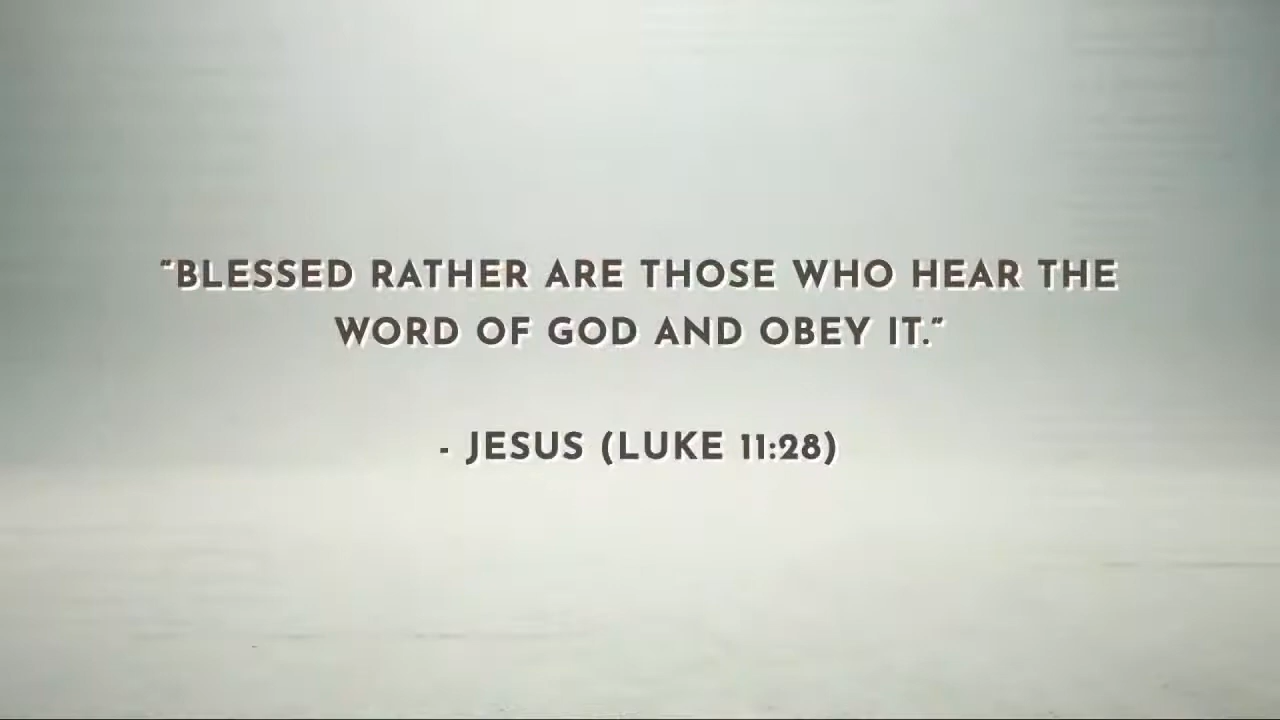 "BLESSED RATHER ARE THOSE WHO HEAR THE
WORD OF GOD AND OBEY IT."
- JESUS (LUKE 11:28)